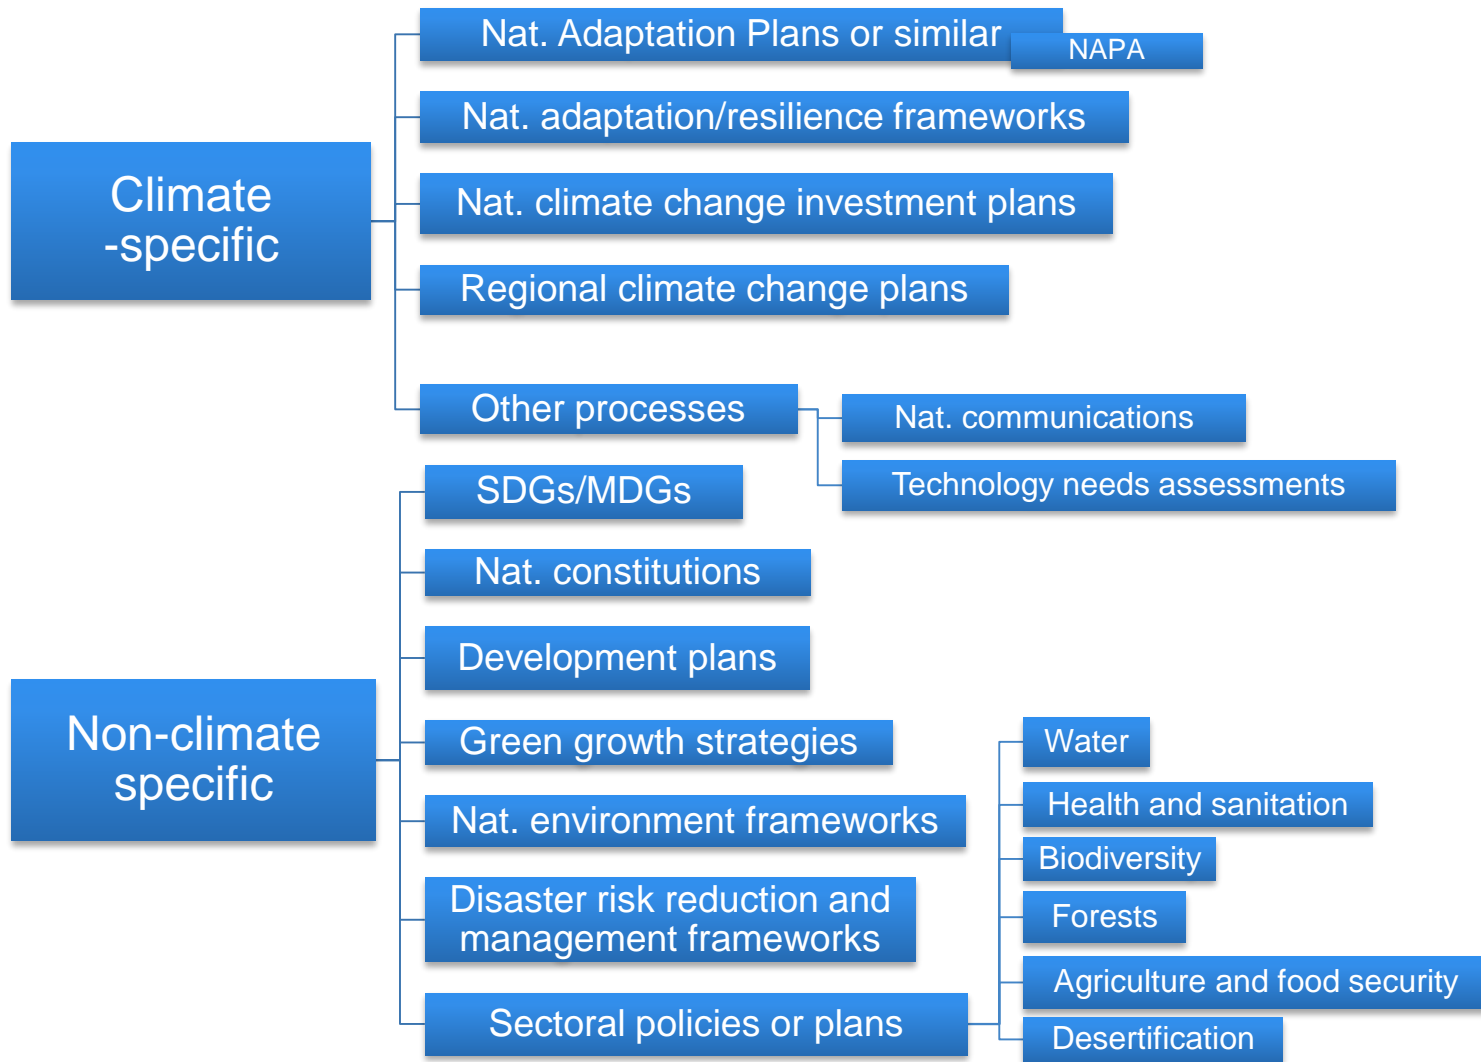 Climate
-specific
Nat. Adaptation Plans or similar
NAPA
Nat. adaptation/resilience frameworks
Nat. climate change investment plans
Regional climate change plans
Other processes
Nat. communications
Technology needs assessments
Non-climate
specific
SDGs/MDGs
Nat. constitutions
Development plans
Green growth strategies
Nat. environment frameworks
Disaster risk reduction and
management frameworks
Sectoral policies or plans
Water
Health and sanitation
Biodiversity
Forests
Agriculture and food security
Desertification